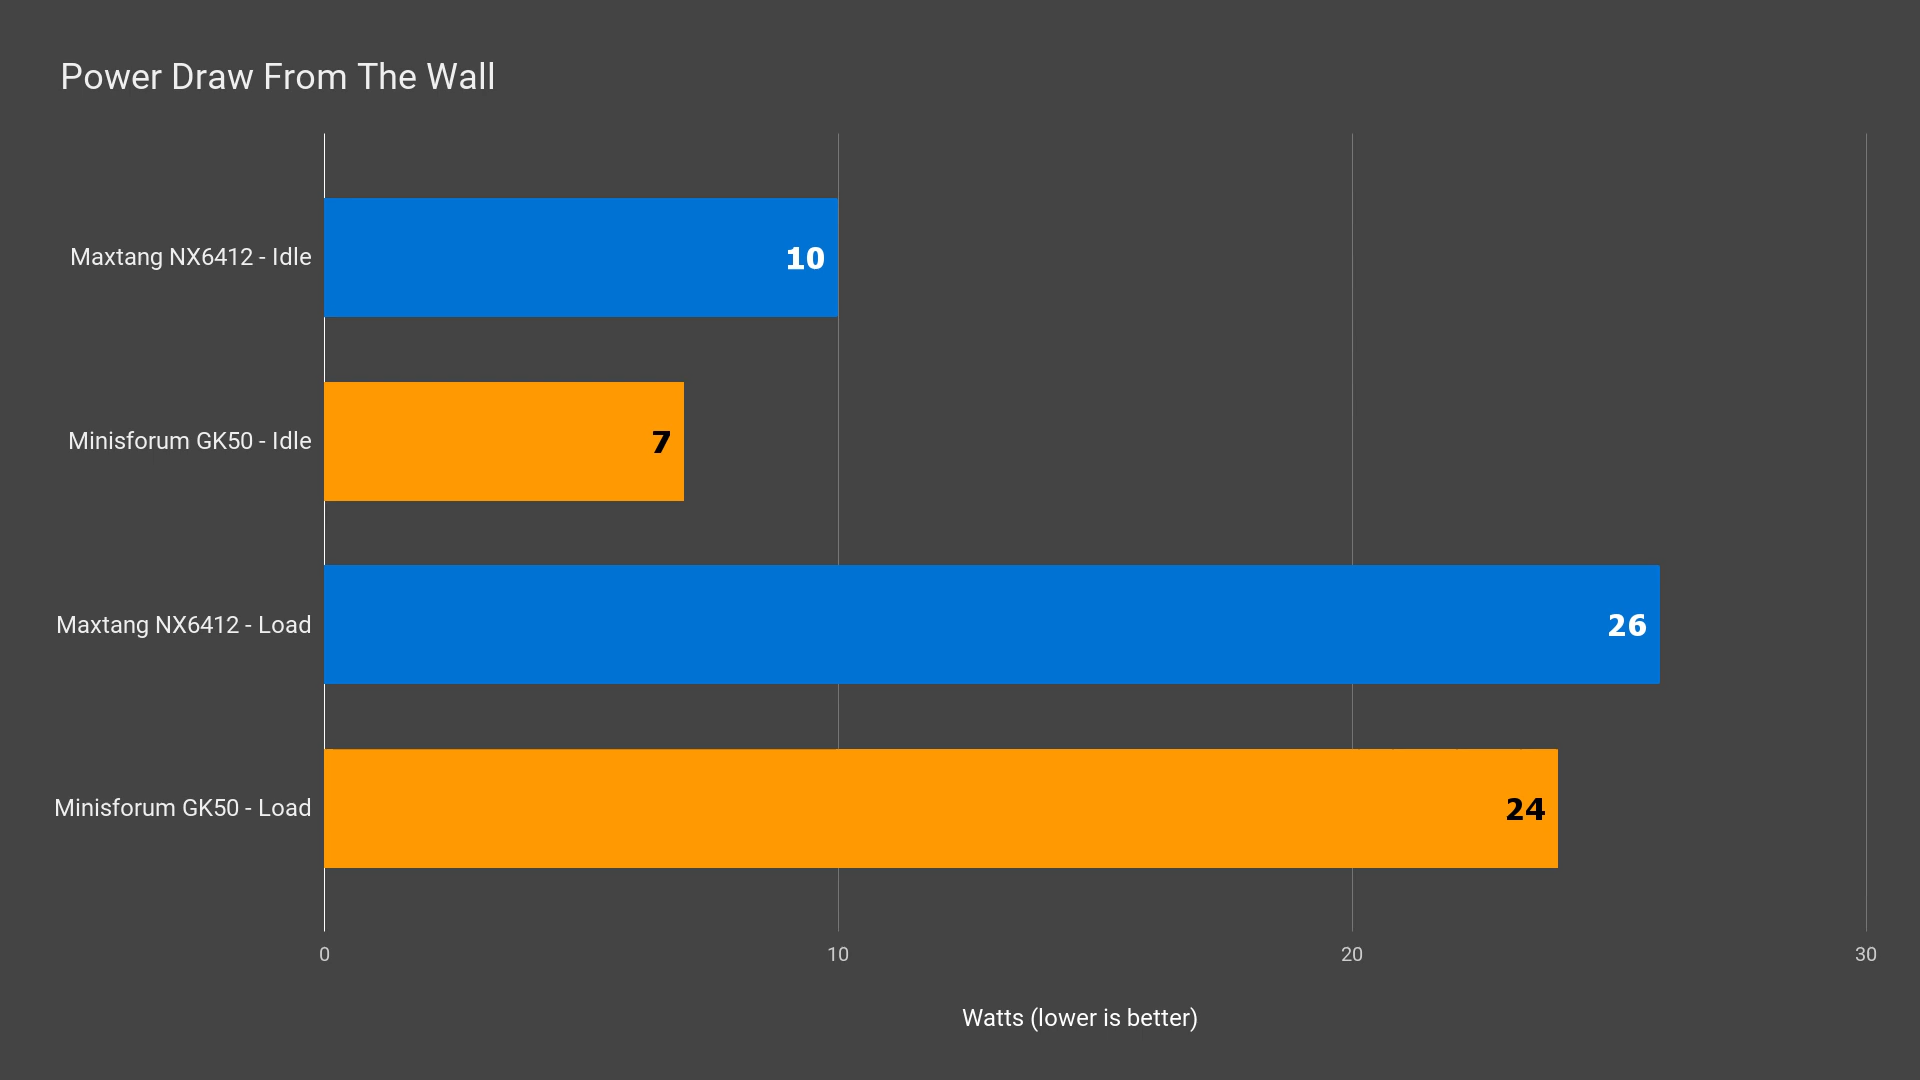 Power Draw From The Wall
Maxtang NX6412 - Idle
10
Minisforum GK50 - Idle
7
Maxtang NX6412 - Load
26
Minisforum GK50 - Load
24
0 10 20 30
Watts (lower is better)